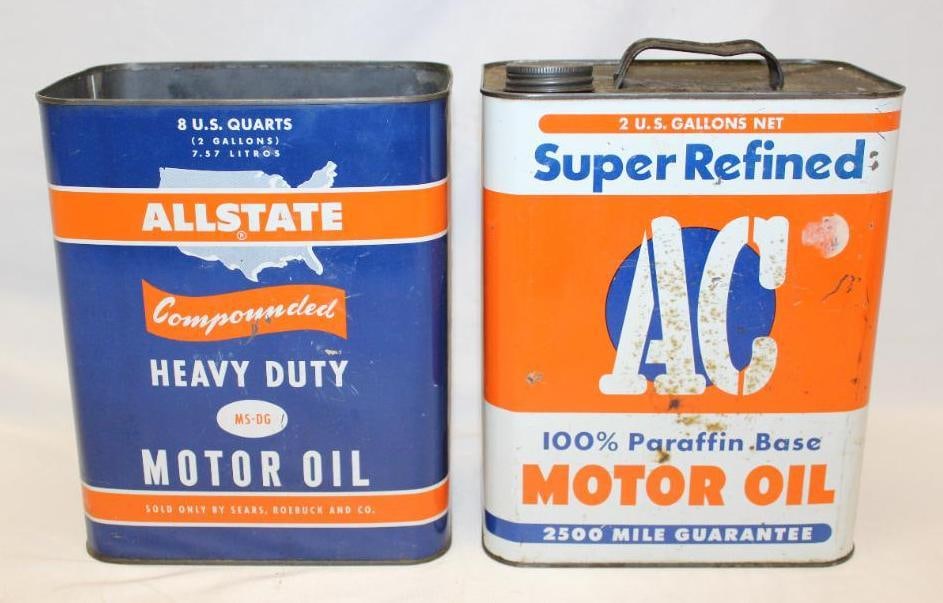 8 U.S. QUARTS
(2 GALLONS)
7.57 LITROS
ALLSTATE
®
Compounded
HEAVY DUTY
MS-DG
MOTOR OIL
SOLD ONLY BY SEARS, ROEBUCK AND CO.
2 U.S. GALLONS NET
Super Refined
AC
100% Paraffin Base
MOTOR OIL
2500 MILE GUARANTEE